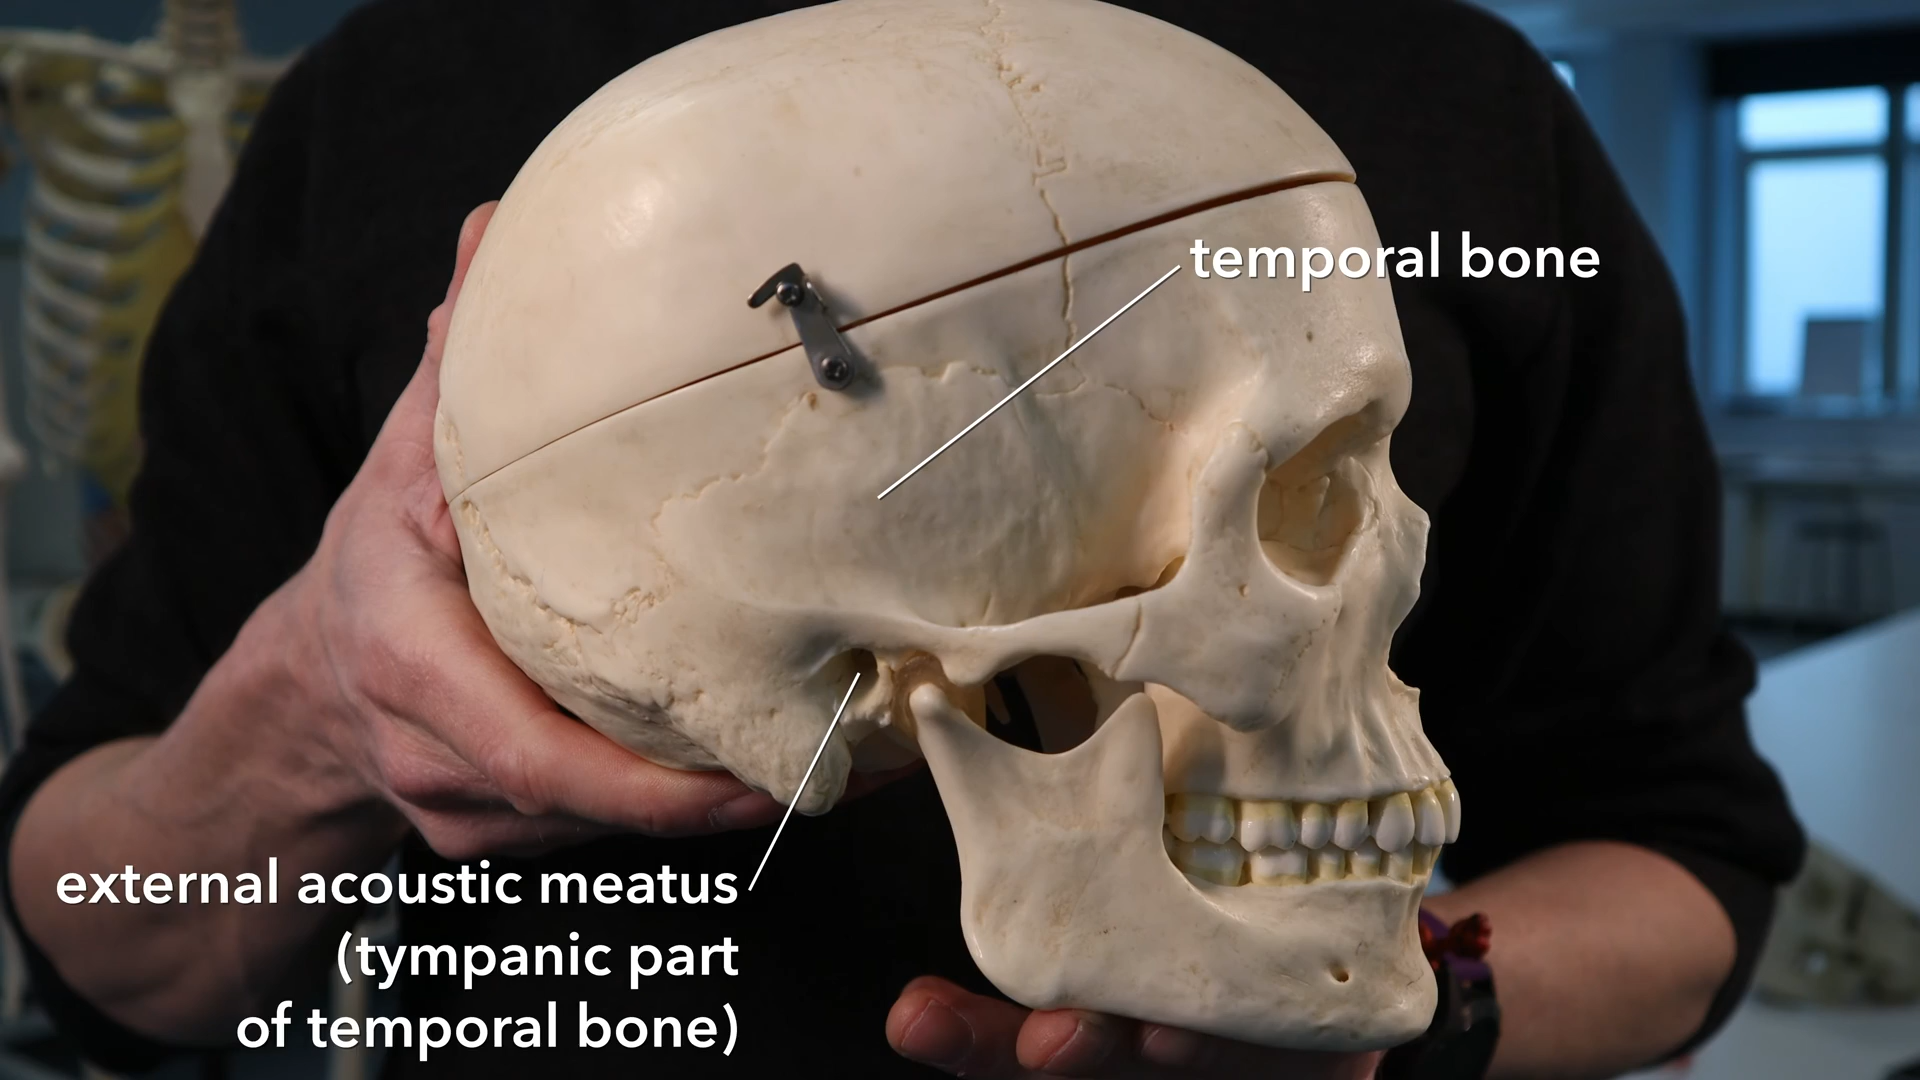 temporal bone
external acoustic meatus
(tympanic part
of temporal bone)